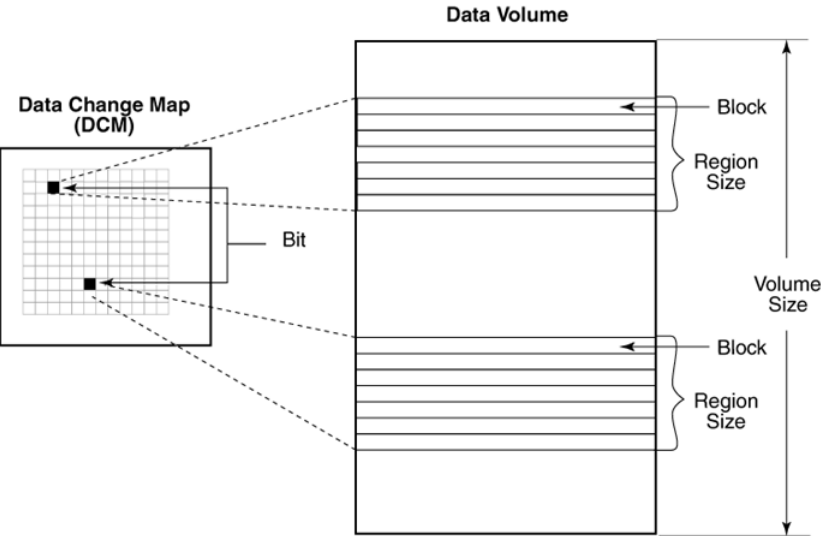 Data Volume
Data Change Map
(DCM)
Block
Region
Size
Bit
Volume
Size
Block
Region
Size